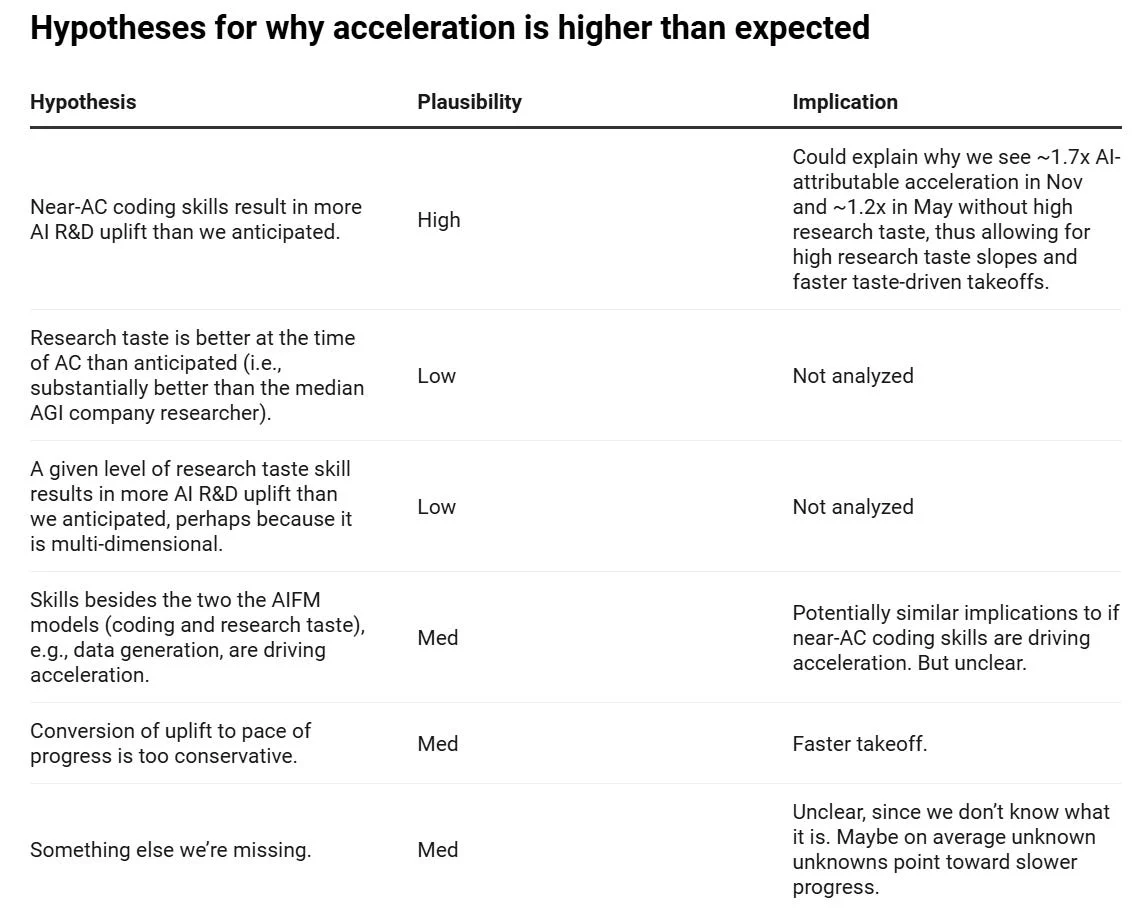 Hypotheses for why acceleration is higher than expected
Hypothesis
Plausibility
Implication
Near-AC coding skills result in more
AI R&D uplift than we anticipated.
High
Could explain why we see ~1.7x AI-
attributable acceleration in Nov
and ~1.2x in May without high
research taste, thus allowing for
high research taste slopes and
faster taste-driven takeoffs.
Research taste is better at the time
of AC than anticipated (i.e.,
substantially better than the median
AGI company researcher).
Low
Not analyzed
A given level of research taste skill
results in more AI R&D uplift than
we anticipated, perhaps because it
is multi-dimensional.
Low
Not analyzed
Skills besides the two the AIFM
models (coding and research taste),
e.g., data generation, are driving
acceleration.
Med
Potentially similar implications to if
near-AC coding skills are driving
acceleration. But unclear.
Conversion of uplift to pace of
progress is too conservative.
Med
Faster takeoff.
Something else we’re missing.
Med
Unclear, since we don’t know what
it is. Maybe on average unknown
unknowns point toward slower
progress.